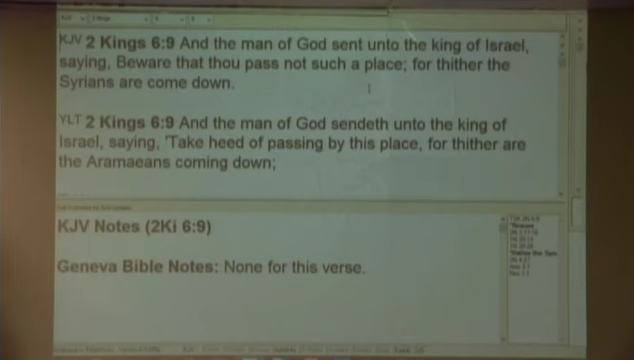 KJV 2 Kings 6:9 And the man of God sent unto the king of Israel,
saying, Beware that thou pass not such a place; for thither the
Syrians are come down.
YLT 2 Kings 6:9 And the man of God sendeth unto the king of
Israel, saying, 'Take heed of passing by this place, for thither are
the Aramaeans coming down;
KJV Notes (2Ki 6:9)
Geneva Bible Notes: None for this verse.